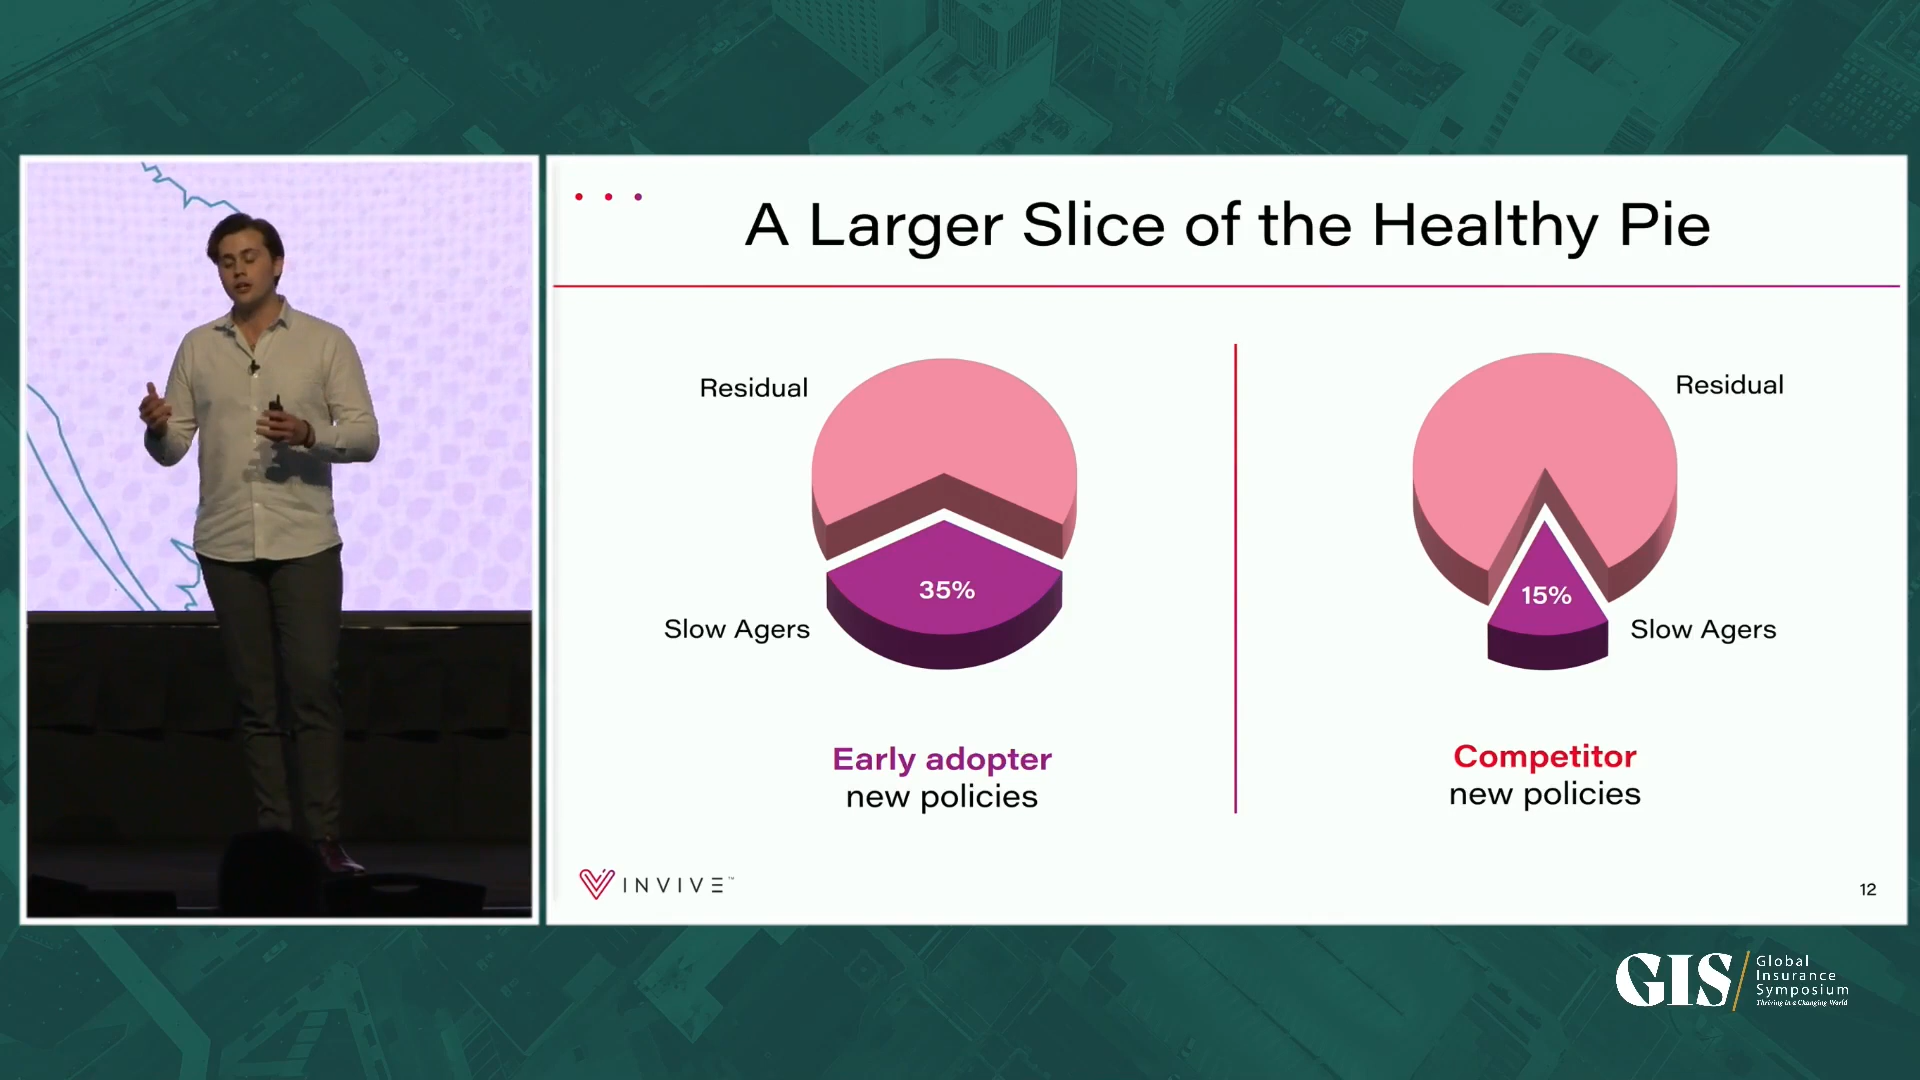 A Larger Slice of the Healthy Pie
Residual
35%
Slow Agers
Early adopter
new policies
Residual
15%
Slow Agers
Competitor
new policies
INVIVE™
12
GIS
Global
Insurance
Symposium
Thriving in a Changing World